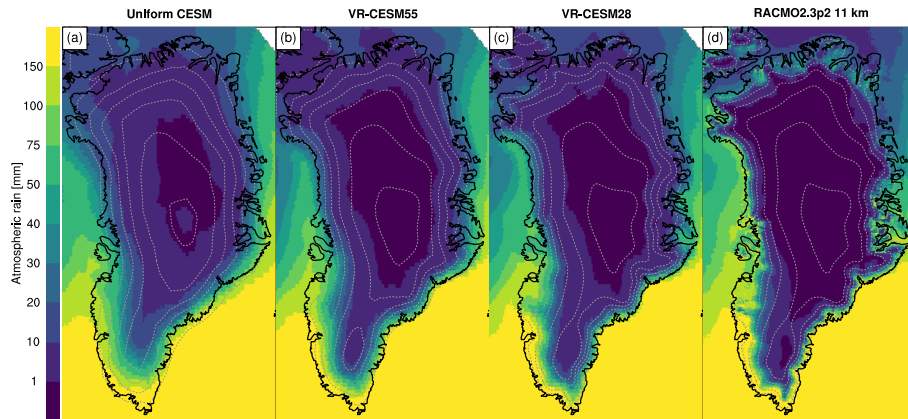 Uniform CESM
VR-CESM55
VR-CESM28
RACMO2.3p2 11 km
(a)
(b)
(c)
(d)
Atmospheric rain [mm]
150
100
75
50
40
30
20
10
1